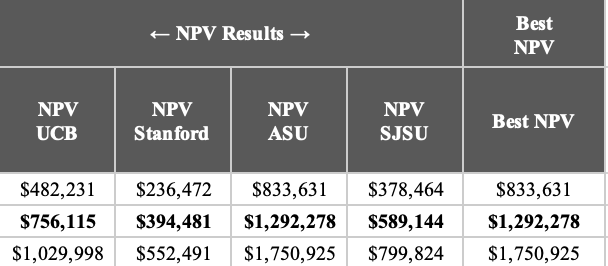 ← NPV Results →
Best
NPV
NPV
UCB
NPV
Stanford
NPV
ASU
NPV
SJSU
Best NPV
$482,231 $236,472 $833,631 $378,464 $833,631
$756,115 $394,481 $1,292,278 $589,144 $1,292,278
$1,029,998 $552,491 $1,750,925 $799,824 $1,750,925